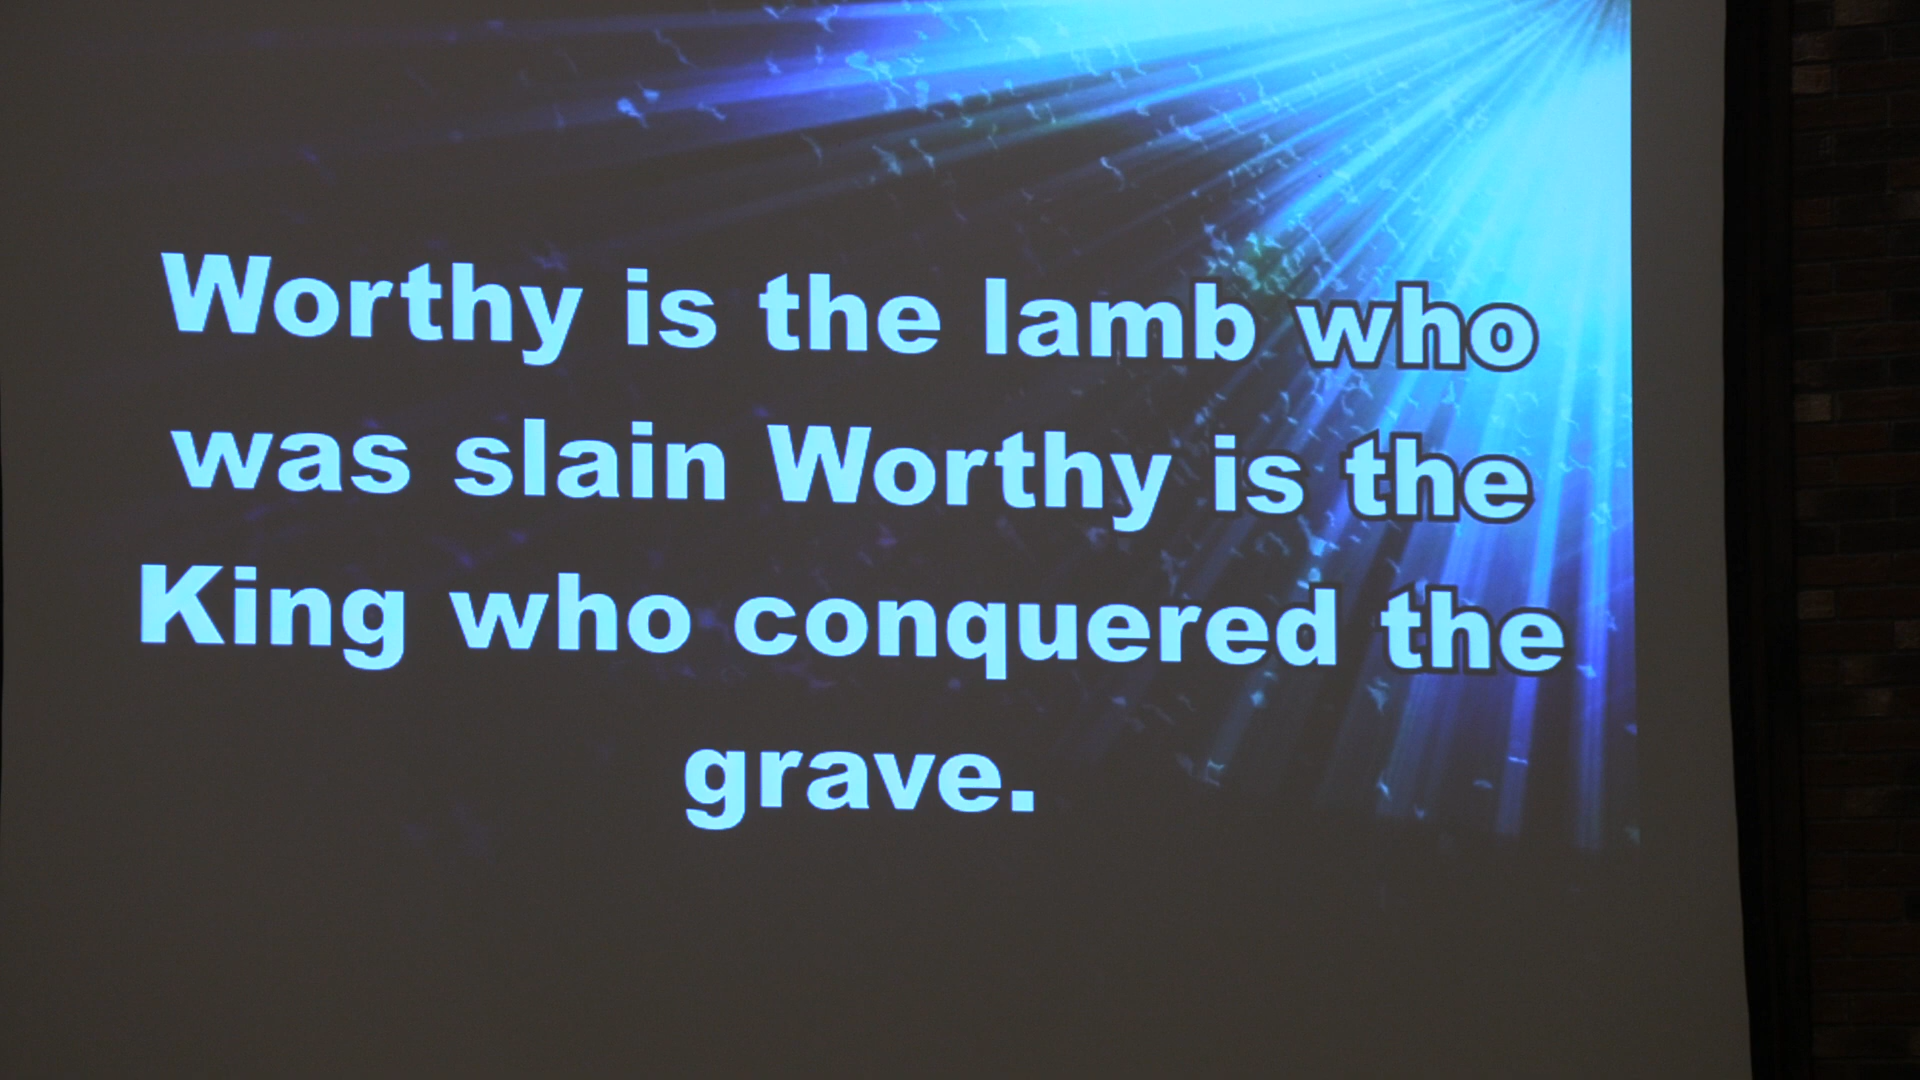 Worthy is the lamb who
was slain Worthy is the
King who conquered the
grave.